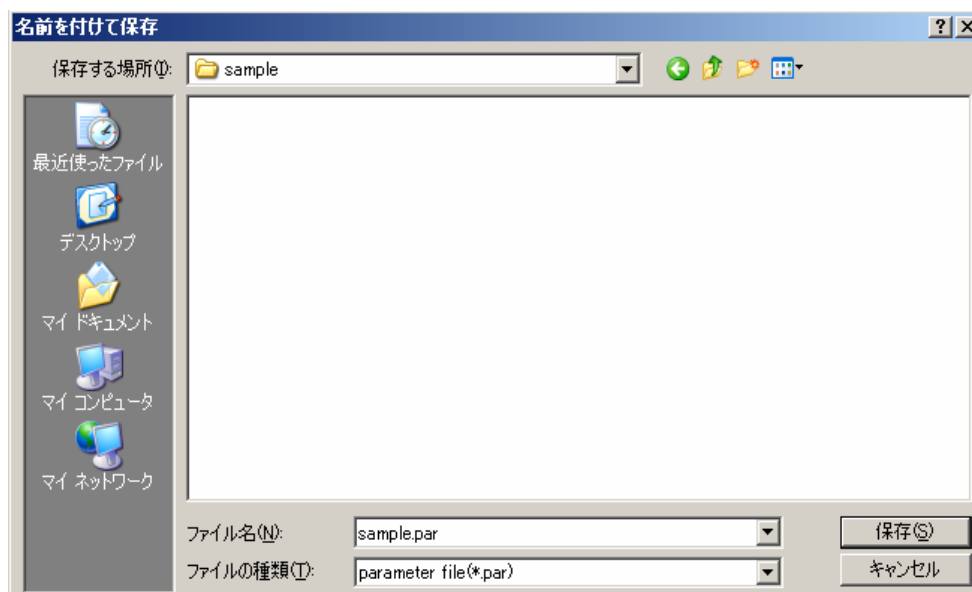 名前を付けて保存
保存する場所(I):
sample
最近使ったファイル
デスクトップ
マイ ドキュメント
マイ コンピュータ
マイ ネットワーク
ファイル名(N):
sample.par
保存(S)
ファイルの種類(T):
parameter file(*.par)
キャンセル